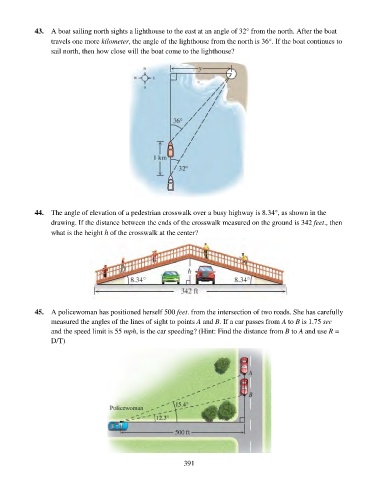 43. A boat sailing north sights a lighthouse to the east at an angle of 32° from the north. After the boat
travels one more kilometer, the angle of the lighthouse from the north is 36°. If the boat continues to
sail north, then how close will the boat come to the lighthouse?
36°
1 km
32°
44. The angle of elevation of a pedestrian crosswalk over a busy highway is 8.34°, as shown in the
drawing. If the distance between the ends of the crosswalk measured on the ground is 342 feet., then
what is the height h of the crosswalk at the center?
h
8.34° 8.34°
342 ft
45. A policewoman has positioned herself 500 feet. from the intersection of two roads. She has carefully
measured the angles of the lines of sight to points A and B. If a car passes from A to B is 1.75 sec
and the speed limit is 55 mph, is the car speeding? (Hint: Find the distance from B to A and use R =
D/T)
15.4°
Policewoman
12.3°
500 ft
391